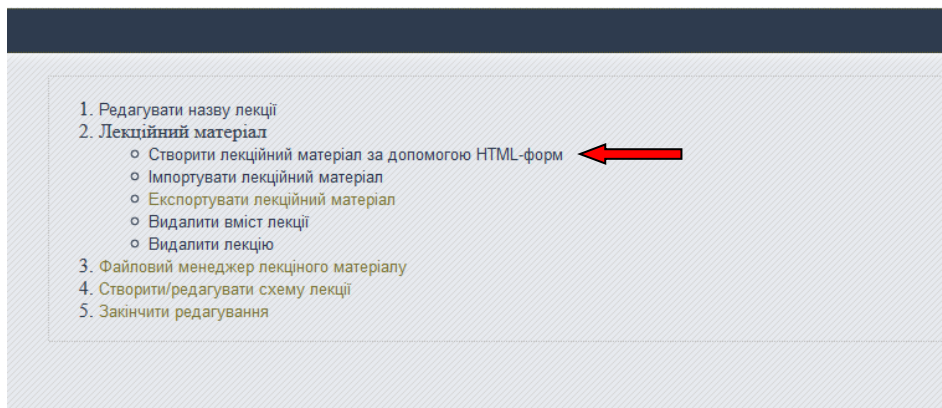 1. Редагувати назву лекції
2. Лекційний матеріал
Створити лекційний матеріал за допомогою HTML-форм
Імпортувати лекційний матеріал
Експортувати лекційний матеріал
Видалити вміст лекції
Видалити лекцію
3. Файловий менеджер лекціного матеріалу
4. Створити/редагувати схему лекції
5. Закінчити редагування